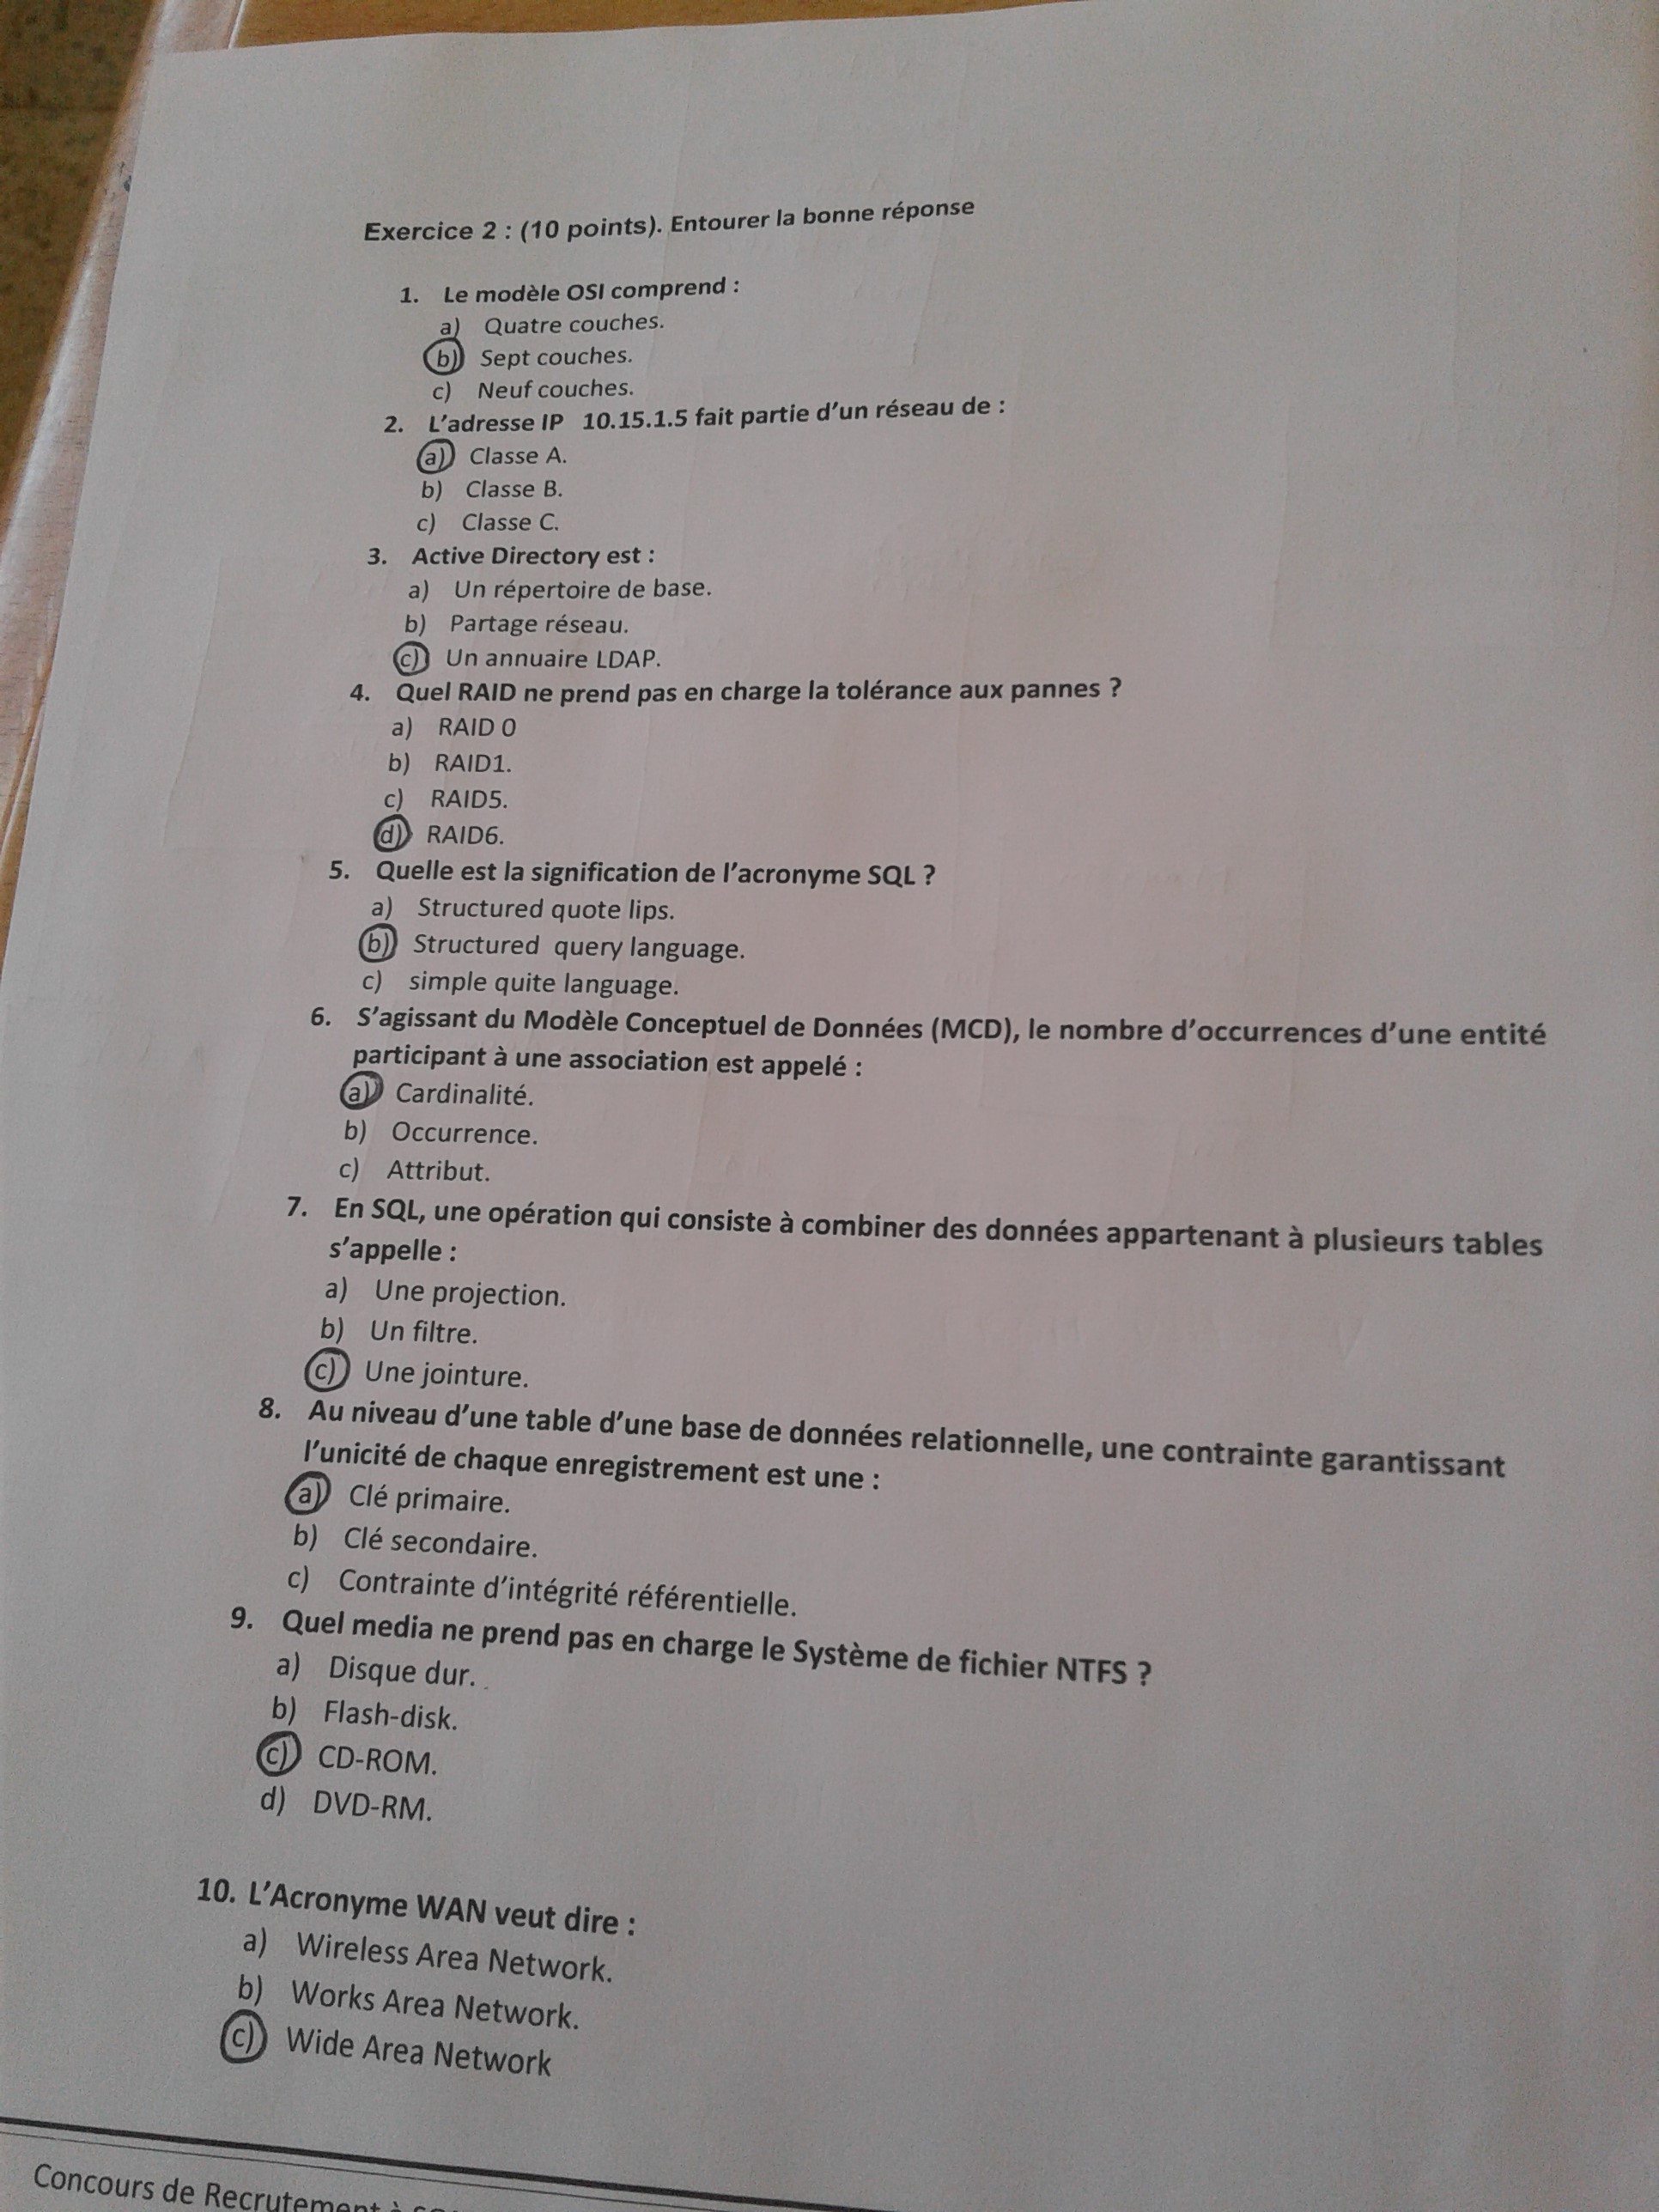 Exercice 2 : (10 points). Entourer la bonne réponse
1. Le modèle OSI comprend :
a) Quatre couches.
b) Sept couches.
c) Neuf couches.
2. L'adresse IP 10.15.1.5 fait partie d'un réseau de :
a) Classe A.
b) Classe B.
c) Classe C.
3. Active Directory est :
a) Un répertoire de base.
b) Partage réseau.
c) Un annuaire LDAP.
4. Quel RAID ne prend pas en charge la tolérance aux pannes ?
a) RAID 0
b) RAID1.
c) RAID5.
d) RAID6.
5. Quelle est la signification de l'acronyme SQL ?
a) Structured quote lips.
b) Structured query language.
c) simple quite language.
6. S'agissant du Modèle Conceptuel de Données (MCD), le nombre d'occurrences d'une entité
participant à une association est appelé :
a) Cardinalité.
b) Occurrence.
c) Attribut.
7. En SQL, une opération qui consiste à combiner des données appartenant à plusieurs tables
s'appelle :
a) Une projection.
b) Un filtre.
c) Une jointure.
8. Au niveau d'une table d'une base de données relationnelle, une contrainte garantissant
l'unicité de chaque enregistrement est une :
a) Clé primaire.
b) Clé secondaire.
c) Contrainte d'intégrité référentielle.
9. Quel media ne prend pas en charge le Système de fichier NTFS ?
a) Disque dur.
b) Flash-disk.
c) CD-ROM.
d) DVD-RM.
10. L'Acronyme WAN veut dire :
a) Wireless Area Network.
b) Works Area Network.
c) Wide Area Network
Concours de Recrutement à